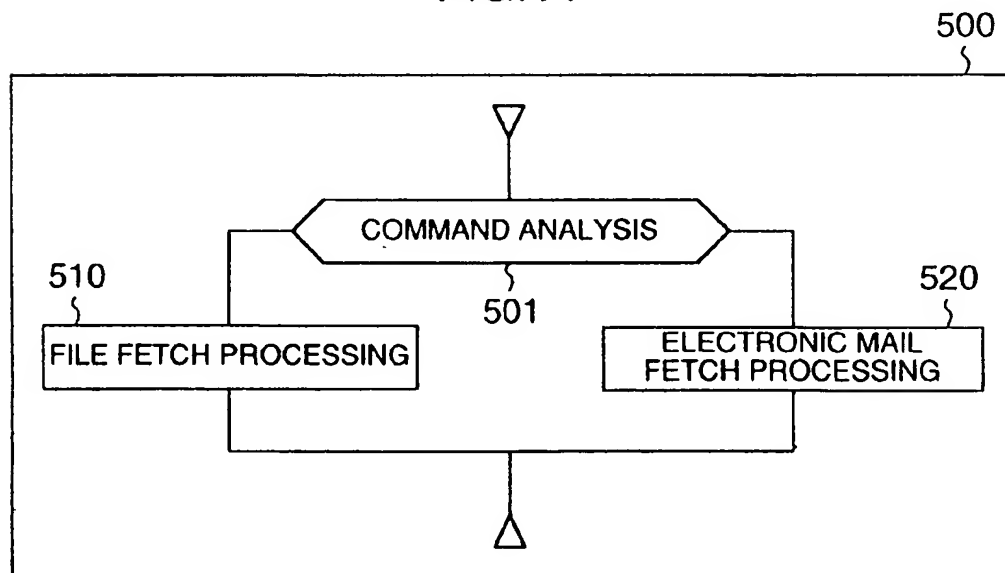 500
COMMAND ANALYSIS
501
510
FILE FETCH PROCESSING
520
ELECTRONIC MAIL
FETCH PROCESSING